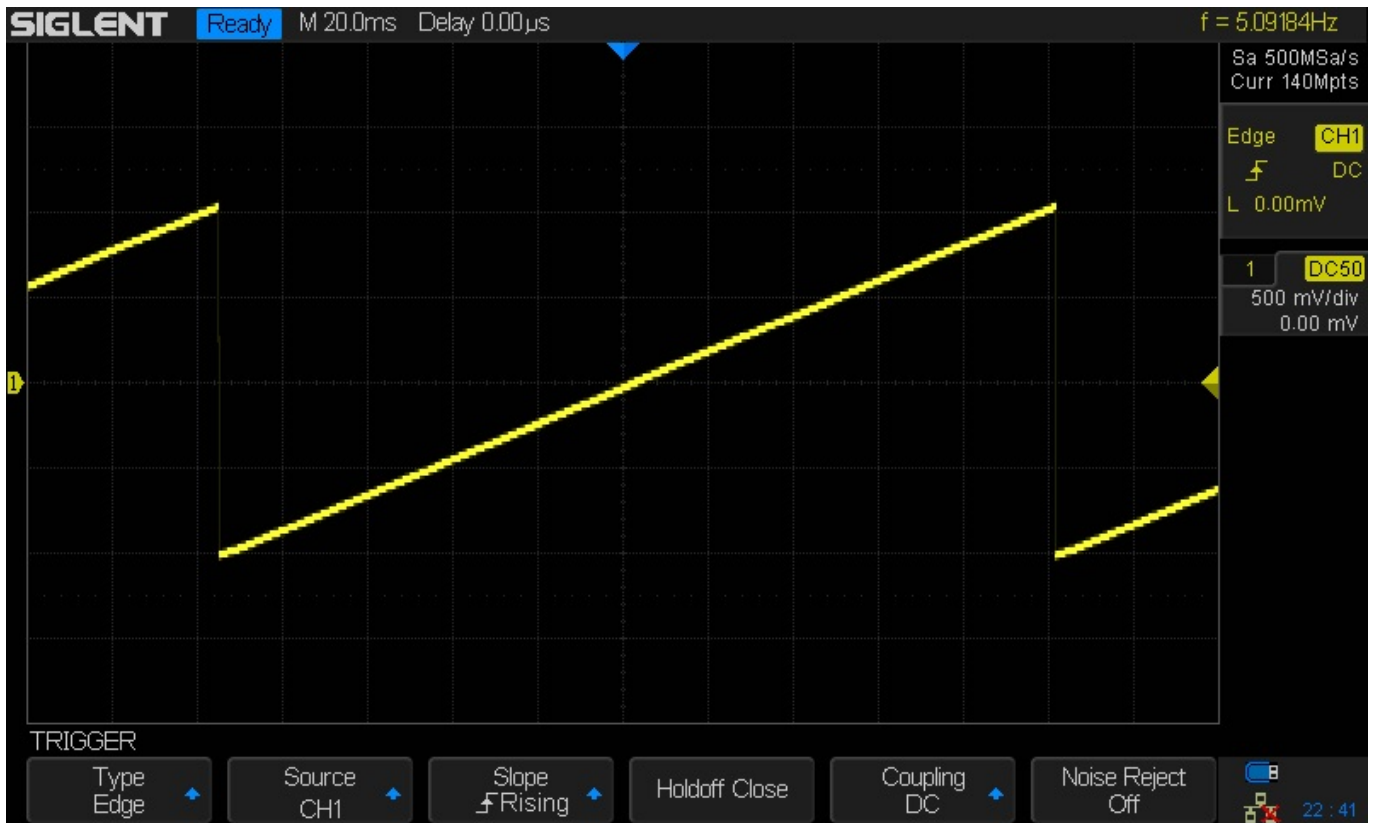 SIGLENT Ready M 20.0ms Delay 0.00µs f = 5.09184Hz
Sa 500MSa/s
Curr 140Mpts
Edge CH1
DC
L 0.00mV
1 DC50
500 mV/div
0.00 mV
1
TRIGGER
Type
Edge
Source
CH1
Slope
Rising
Holdoff Close
Coupling
DC
Noise Reject
Off
22 : 41